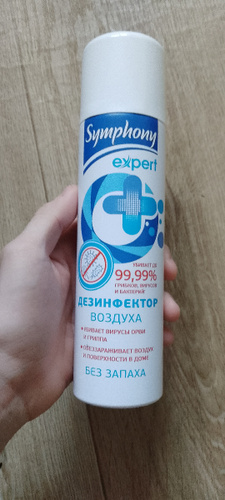 Symphony
expert
УБИВАЕТ ДО
99,99%
ГРИБКОВ, ВИРУСОВ
И БАКТЕРИЙ
ДЕЗИНФЕКТОР
ВОЗДУХА
• УБИВАЕТ ВИРУСЫ ОРВИ
И ГРИППА
• ОБЕЗЗАРАЖИВАЕТ ВОЗДУХ
И ПОВЕРХНОСТИ В ДОМЕ
БЕЗ ЗАПАХА